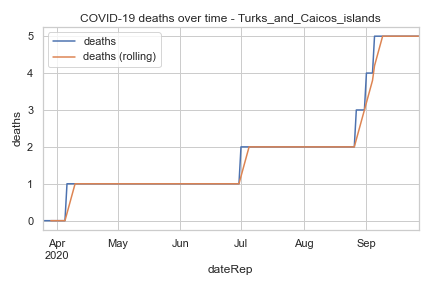 COVID-19 deaths over time - Turks_and_Caicos_islands
deaths
deaths (rolling)
5
4
3
2
1
0
deaths
Apr
2020
May
Jun
Jul
Aug
Sep
dateRep